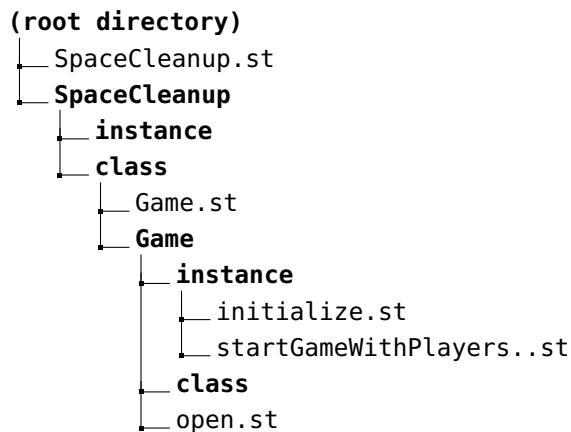 (root directory)
SpaceCleanup.st
SpaceCleanup
instance
class
Game.st
Game
instance
initialize.st
startGameWithPlayers..st
class
open.st